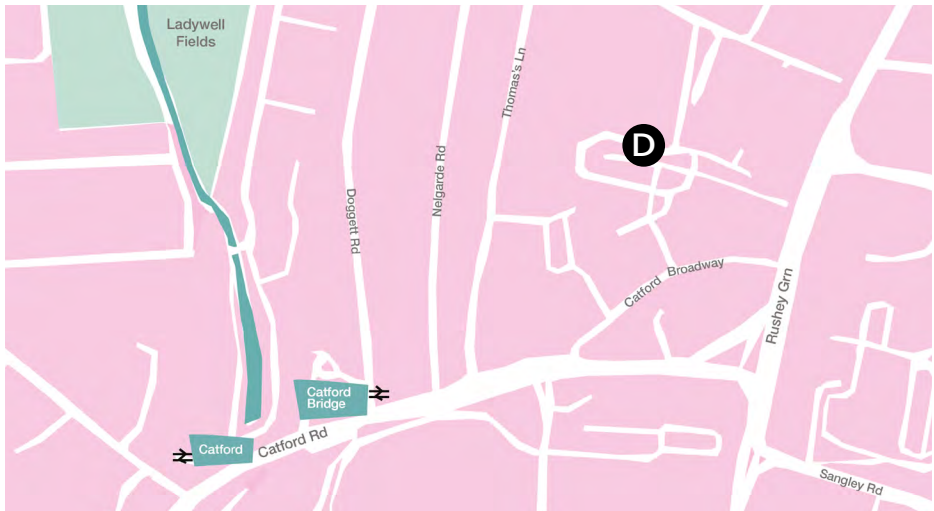 Ladywell
Fields
Thomas's Ln
D
Nelgarde Rd
Doggett Rd
Catford Broadway
Rushey Grn
Catford
Bridge
Catford Rd
Catford
Sangley Rd